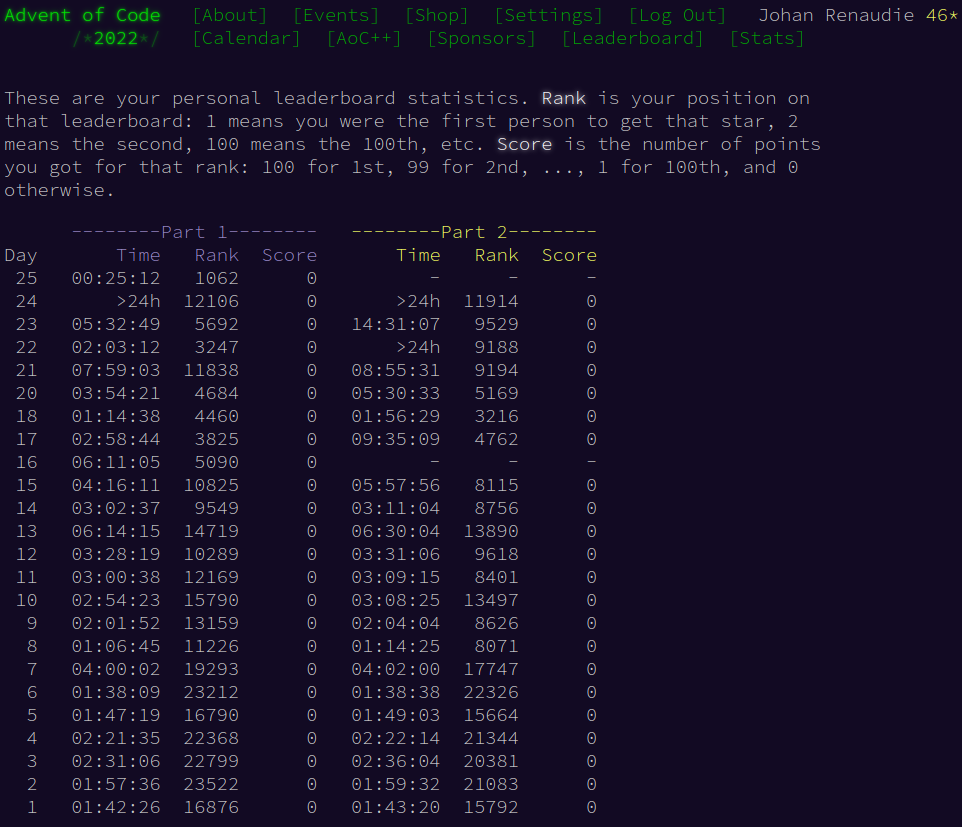 Advent of Code [About] [Events] [Shop] [Settings] [Log Out] Johan Renaudie 46*
/*2022*/ [Calendar] [AoC++] [Sponsors] [Leaderboard] [Stats]
These are your personal leaderboard statistics. Rank is your position on
that leaderboard: 1 means you were the first person to get that star, 2
means the second, 100 means the 100th, etc. Score is the number of points
you got for that rank: 100 for 1st, 99 for 2nd, ..., 1 for 100th, and 0
otherwise.
--------Part 1-------- --------Part 2--------
Day Time Rank Score Time Rank Score
25 00:25:12 1062 0 - - -
24 >24h 12106 0 >24h 11914 0
23 05:32:49 5692 0 14:31:07 9529 0
22 02:03:12 3247 0 >24h 9188 0
21 07:59:03 11838 0 08:55:31 9194 0
20 03:54:21 4684 0 05:30:33 5169 0
18 01:14:38 4460 0 01:56:29 3216 0
17 02:58:44 3825 0 09:35:09 4762 0
16 06:11:05 5090 0 - - -
15 04:16:11 10825 0 05:57:56 8115 0
14 03:02:37 9549 0 03:11:04 8756 0
13 06:14:15 14719 0 06:30:04 13890 0
12 03:28:19 10289 0 03:31:06 9618 0
11 03:00:38 12169 0 03:09:15 8401 0
10 02:54:23 15790 0 03:08:25 13497 0
9 02:01:52 13159 0 02:04:04 8626 0
8 01:06:45 11226 0 01:14:25 8071 0
7 04:00:02 19293 0 04:02:00 17747 0
6 01:38:09 23212 0 01:38:38 22326 0
5 01:47:19 16790 0 01:49:03 15664 0
4 02:21:35 22368 0 02:22:14 21344 0
3 02:31:06 22799 0 02:36:04 20381 0
2 01:57:36 23522 0 01:59:32 21083 0
1 01:42:26 16876 0 01:43:20 15792 0